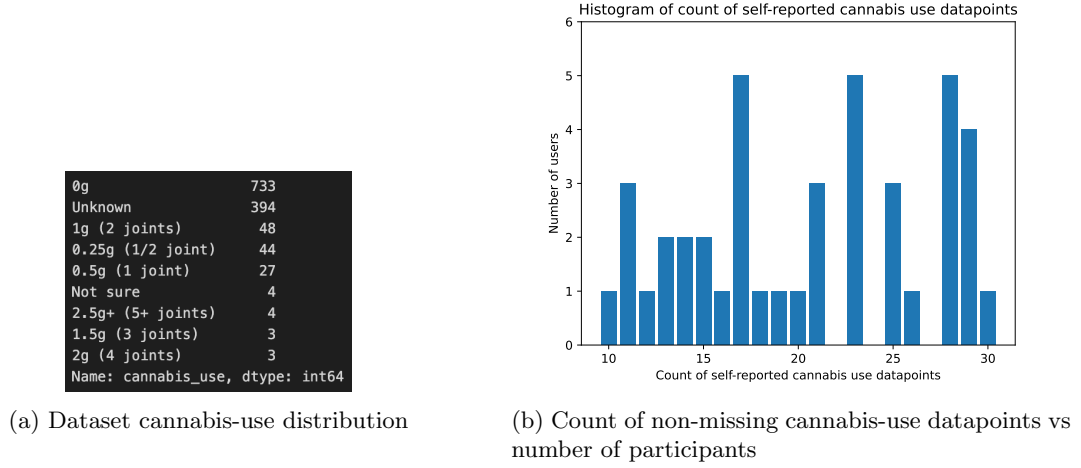 0g 733
Unknown 394
1g (2 joints) 48
0.25g (1/2 joint) 44
0.5g (1 joint) 27
Not sure 4
2.5g+ (5+ joints) 4
1.5g (3 joints) 3
2g (4 joints) 3
Name: cannabis_use, dtype: int64
(a) Dataset cannabis-use distribution
Histogram of count of self-reported cannabis use datapoints
Number of users
6
5
4
3
2
1
0
10 15 20 25 30
Count of self-reported cannabis use datapoints
(b) Count of non-missing cannabis-use datapoints vs
number of participants